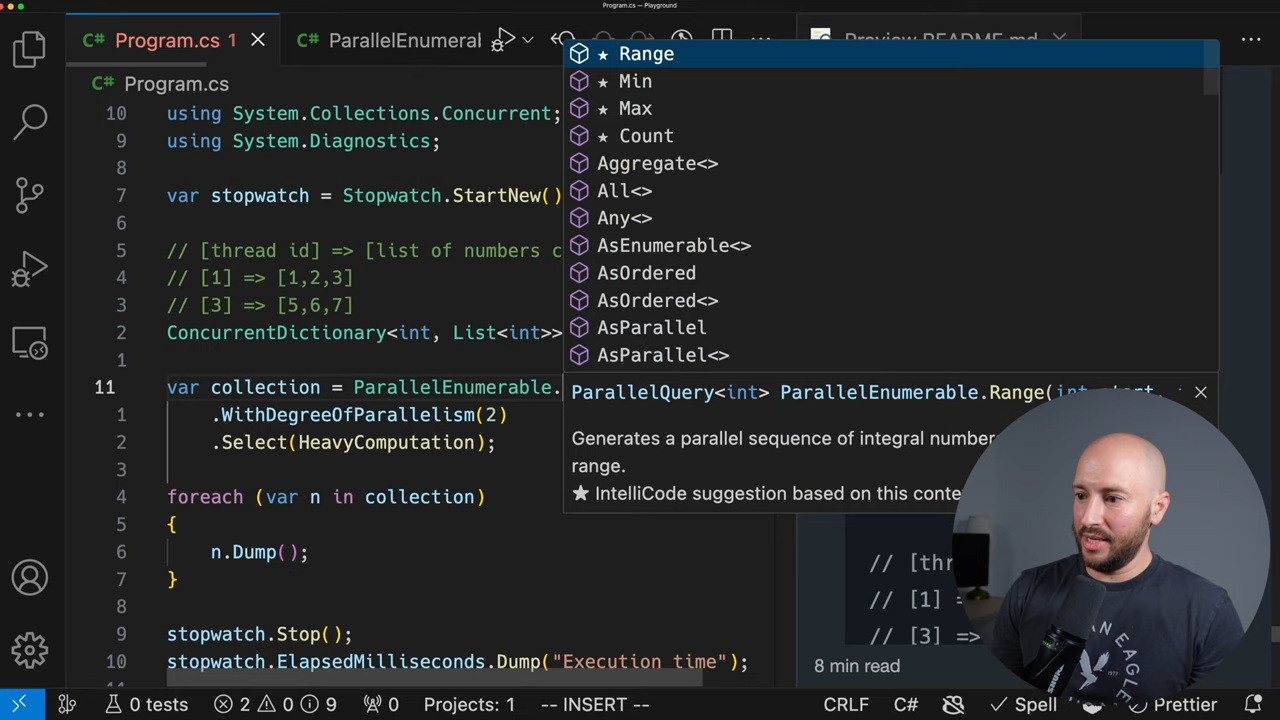 Program.cs — Playground
C# Program.cs 1
C# ParallelEnumerabl
Preview README.md
C# Program.cs
★ Range
★ Min
★ Max
★ Count
Aggregate<>
All<>
Any<>
AsEnumerable<>
AsOrdered
AsOrdered<>
AsParallel
AsParallel<>
10 using System.Collections.Concurrent;
9 using System.Diagnostics;
8
7 var stopwatch = Stopwatch.StartNew()
6
5 // [thread id] => [list of numbers c
4 // [1] => [1,2,3]
3 // [3] => [5,6,7]
2 ConcurrentDictionary<int, List<int>>
1
11 var collection = ParallelEnumerable.
1 .WithDegreeOfParallelism(2)
2 .Select(HeavyComputation);
3
4 foreach (var n in collection)
5 {
6 n.Dump();
7 }
8
9 stopwatch.Stop();
10 stopwatch.ElapsedMilliseconds.Dump("Execution time");
ParallelQuery<int> ParallelEnumerable.Range(int start,
Generates a parallel sequence of integral number
range.
★ IntelliCode suggestion based on this conte
// [thr
// [1] =
// [3] =>
8 min read
AN EAGLE
1977
SHURE
0 tests
2 0 9
0
Projects: 1
-- INSERT --
CRLF
C#
Spell
Prettier